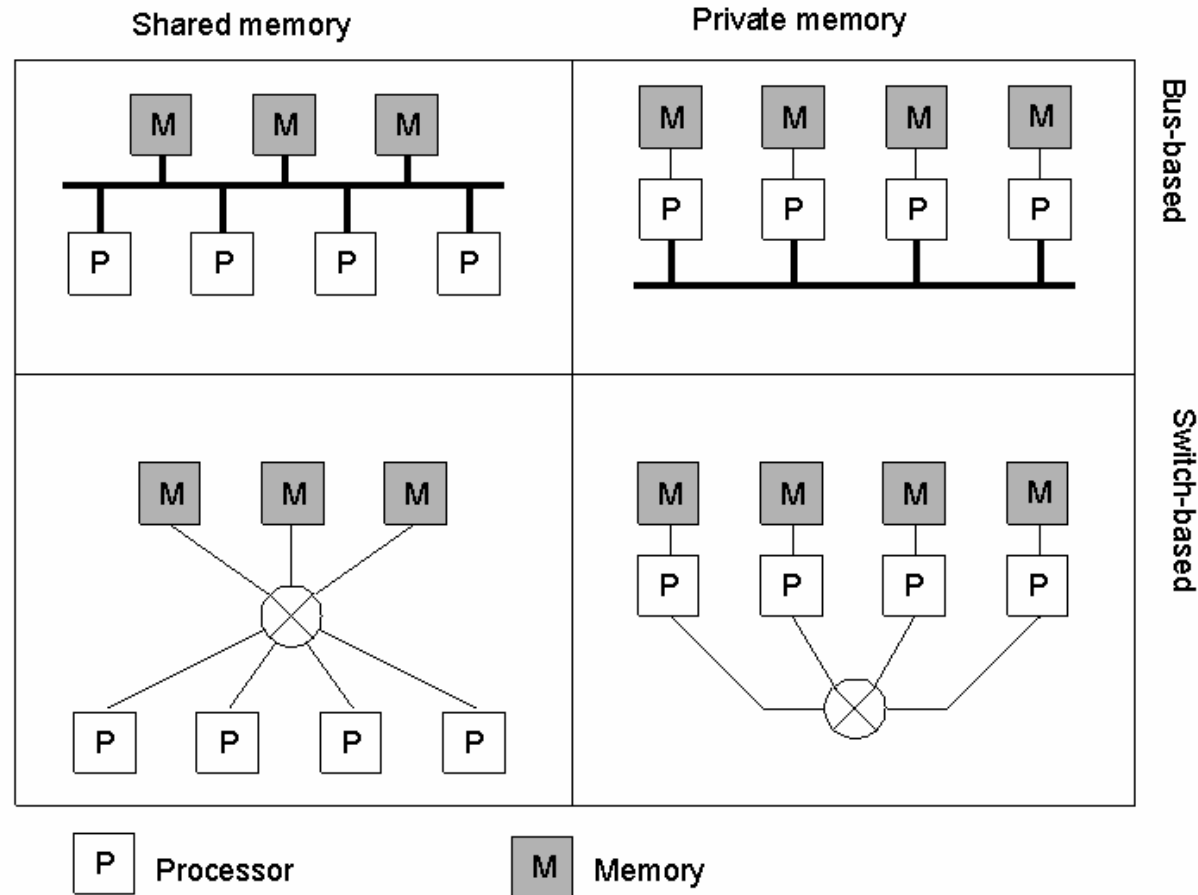 Shared memory
Private memory
M M M
P P P P
M M M M
P P P P
Bus-based
M M M
P P P P
M M M M
P P P P
Switch-based
P Processor
M Memory